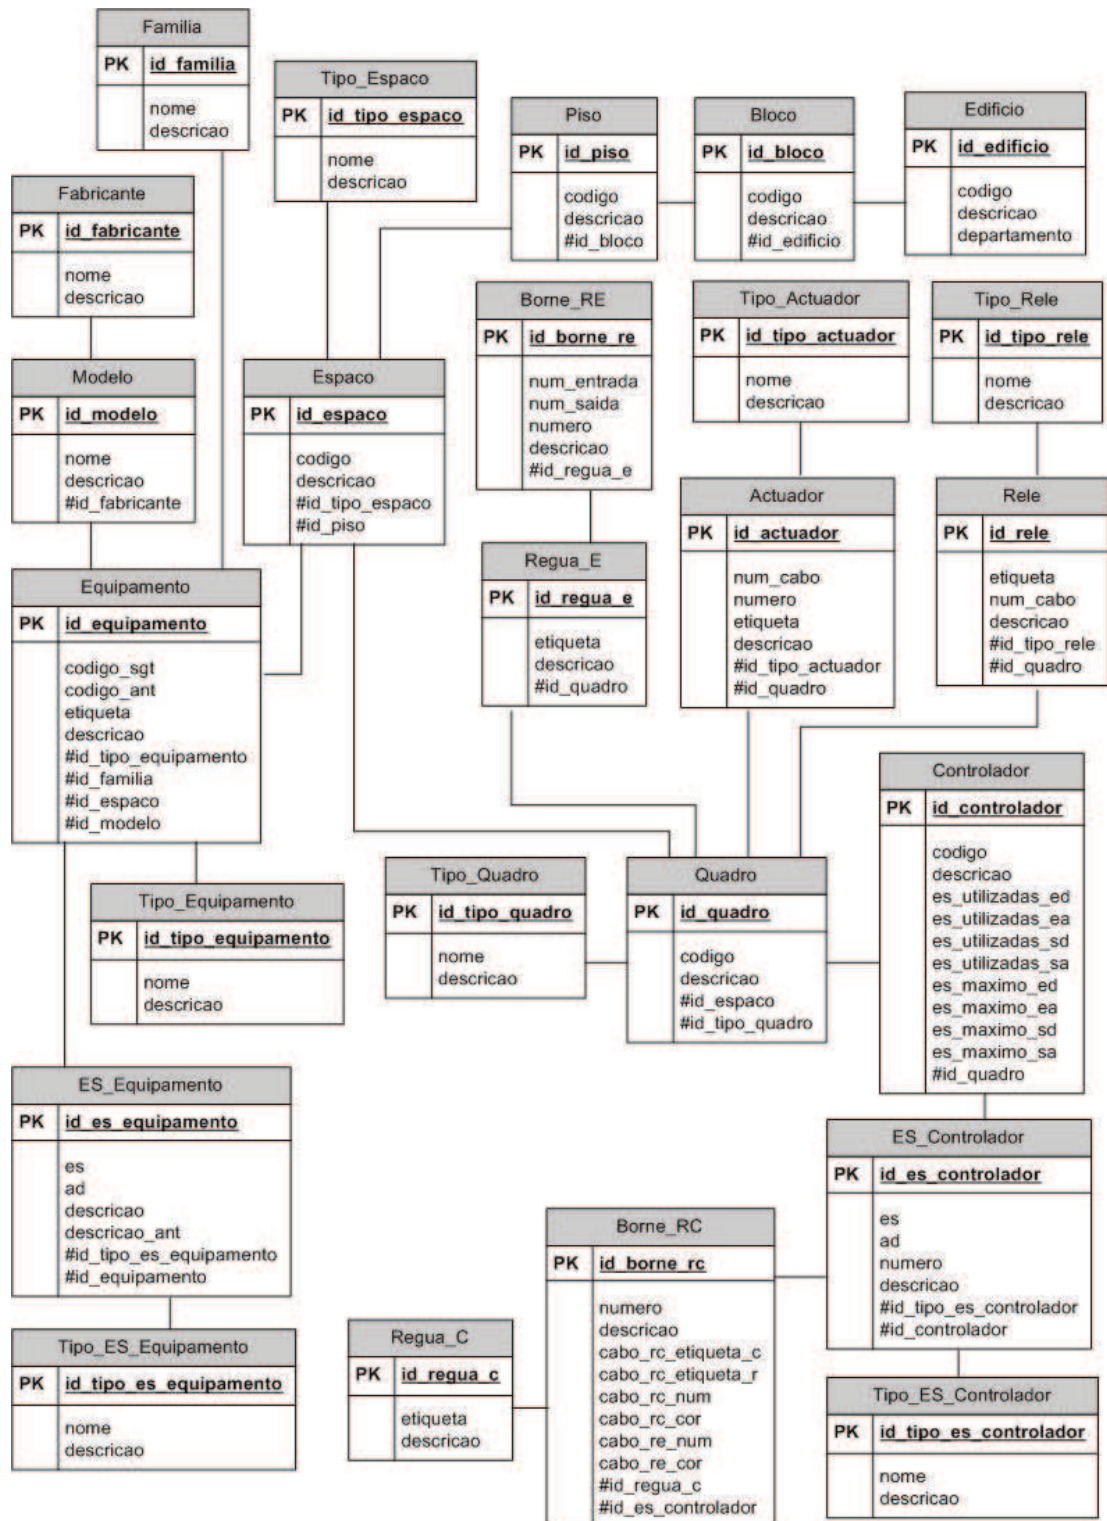 Familia
PK id_familia
nome
descricao
Tipo_Espaco
PK id_tipo_espaco
nome
descricao
Piso
PK id_piso
codigo
descricao
#id_bloco
Bloco
PK id_bloco
codigo
descricao
#id_edificio
Edificio
PK id_edificio
codigo
descricao
departamento
Fabricante
PK id_fabricante
nome
descricao
Borne_RE
PK id_borne_re
num_entrada
num_saida
numero
descricao
#id_regua_e
Tipo_Actuador
PK id_tipo_actuador
nome
descricao
Tipo_Rele
PK id_tipo_rele
nome
descricao
Modelo
PK id_modelo
nome
descricao
#id_fabricante
Espaco
PK id_espaco
codigo
descricao
#id_tipo_espaco
#id_piso
Actuador
PK id_actuador
num_cabo
numero
etiqueta
descricao
#id_tipo_actuador
#id_quadro
Rele
PK id_rele
etiqueta
num_cabo
descricao
#id_tipo_rele
#id_quadro
Regua_E
PK id_regua_e
etiqueta
descricao
#id_quadro
Equipamento
PK id_equipamento
codigo_sgt
codigo_ant
etiqueta
descricao
#id_tipo_equipamento
#id_familia
#id_espaco
#id_modelo
Controlador
PK id_controlador
codigo
descricao
es_utilizadas_ed
es_utilizadas_ea
es_utilizadas_sd
es_utilizadas_sa
es_maximo_ed
es_maximo_ea
es_maximo_sd
es_maximo_sa
#id_quadro
Tipo_Quadro
PK id_tipo_quadro
nome
descricao
Quadro
PK id_quadro
codigo
descricao
#id_espaco
#id_tipo_quadro
Tipo_Equipamento
PK id_tipo_equipamento
nome
descricao
ES_Equipamento
PK id_es_equipamento
es
ad
descricao
descricao_ant
#id_tipo_es_equipamento
#id_equipamento
ES_Controlador
PK id_es_controlador
es
ad
numero
descricao
#id_tipo_es_controlador
#id_controlador
Borne_RC
PK id_borne_rc
numero
descricao
cabo_rc_etiqueta_c
cabo_rc_etiqueta_r
cabo_rc_num
cabo_rc_cor
cabo_re_num
cabo_re_cor
#id_regua_c
#id_es_controlador
Regua_C
PK id_regua_c
etiqueta
descricao
Tipo_ES_Equipamento
PK id_tipo_es_equipamento
nome
descricao
Tipo_ES_Controlador
PK id_tipo_es_controlador
nome
descricao